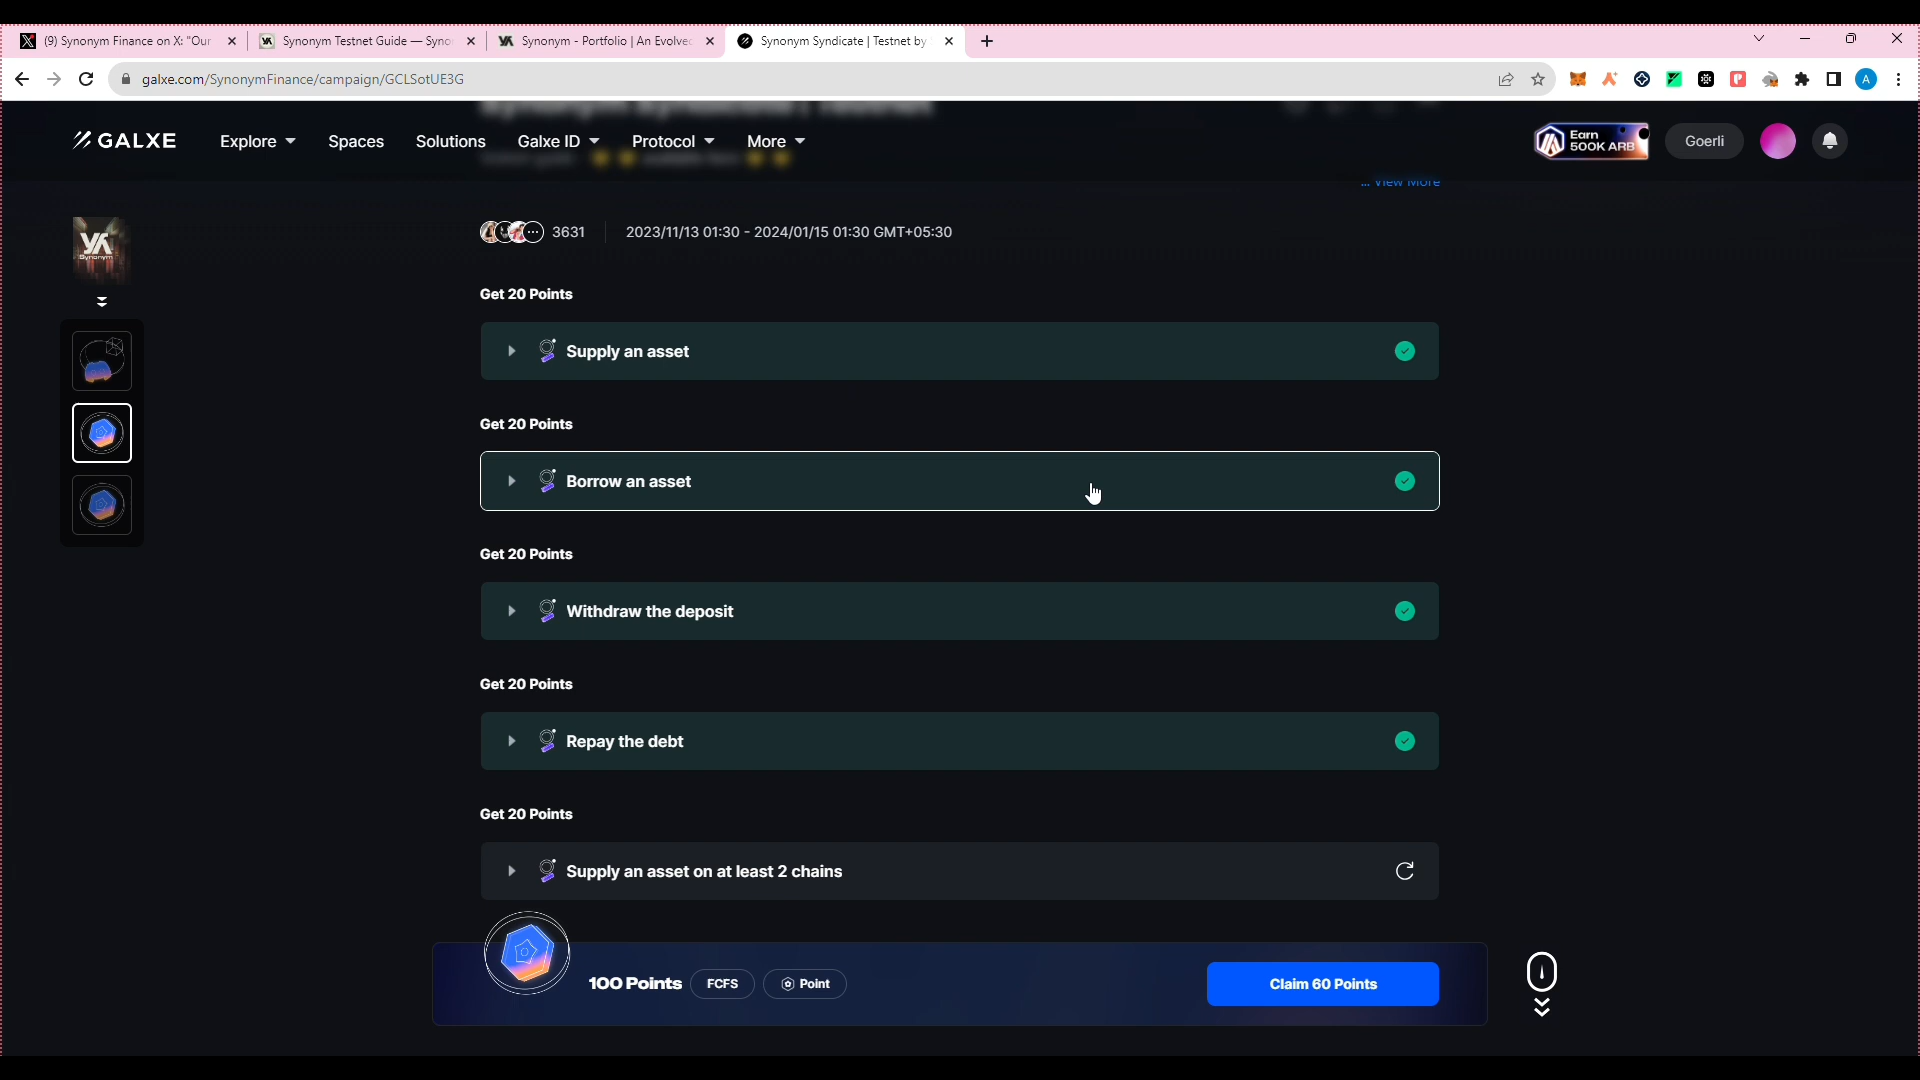 (9) Synonym Finance on X: "Our
Synonym Testnet Guide — Syno
Synonym - Portfolio | An Evolve
Synonym Syndicate | Testnet by
galxe.com/SynonymFinance/campaign/GCLSotUE3G
A
GALXE
Explore
Spaces
Solutions
Galxe ID
Protocol
More
Earn
500K ARB
Goerli
... View More
Synonym
3631
2023/11/13 01:30 - 2024/01/15 01:30 GMT+05:30
Get 20 Points
Supply an asset
Get 20 Points
Borrow an asset
Get 20 Points
Withdraw the deposit
Get 20 Points
Repay the debt
Get 20 Points
Supply an asset on at least 2 chains
100 Points
FCFS
Point
Claim 60 Points